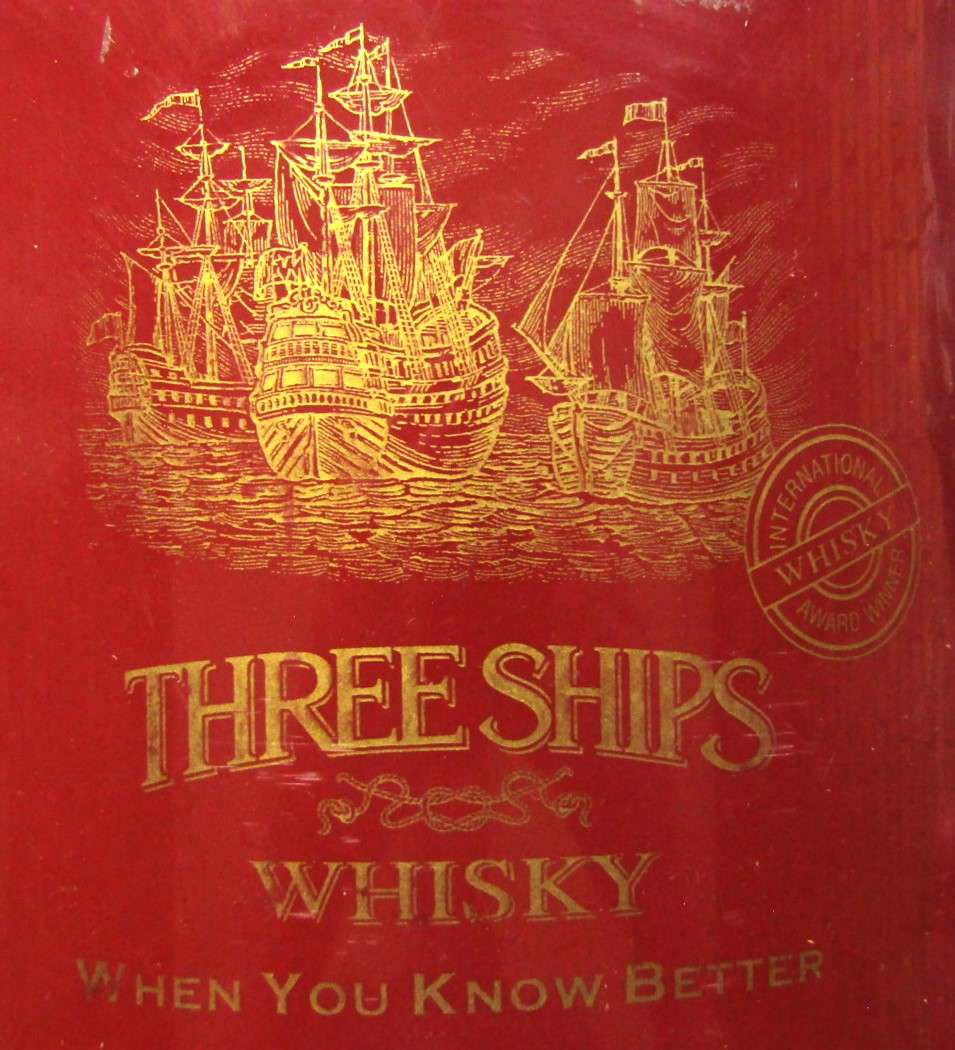 INTERNATIONAL
WHISKY
AWARD WINNER
THREE SHIPS
WHISKY
WHEN YOU KNOW BETTER